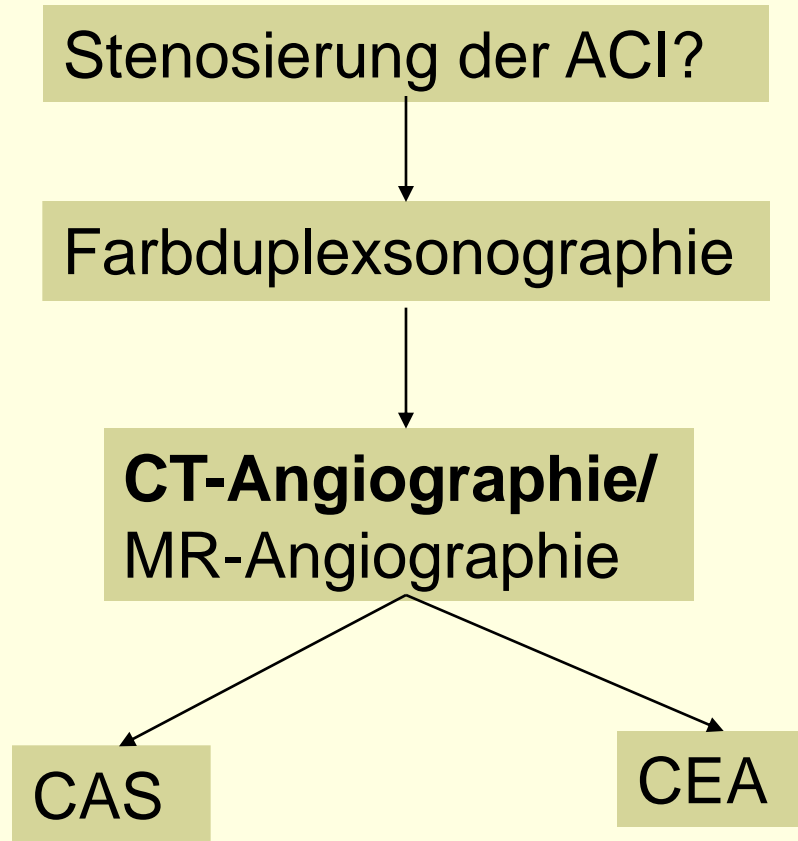 Stenosierung der ACI?
Farbduplexsonographie
CT-Angiographie/
MR-Angiographie
CAS
CEA